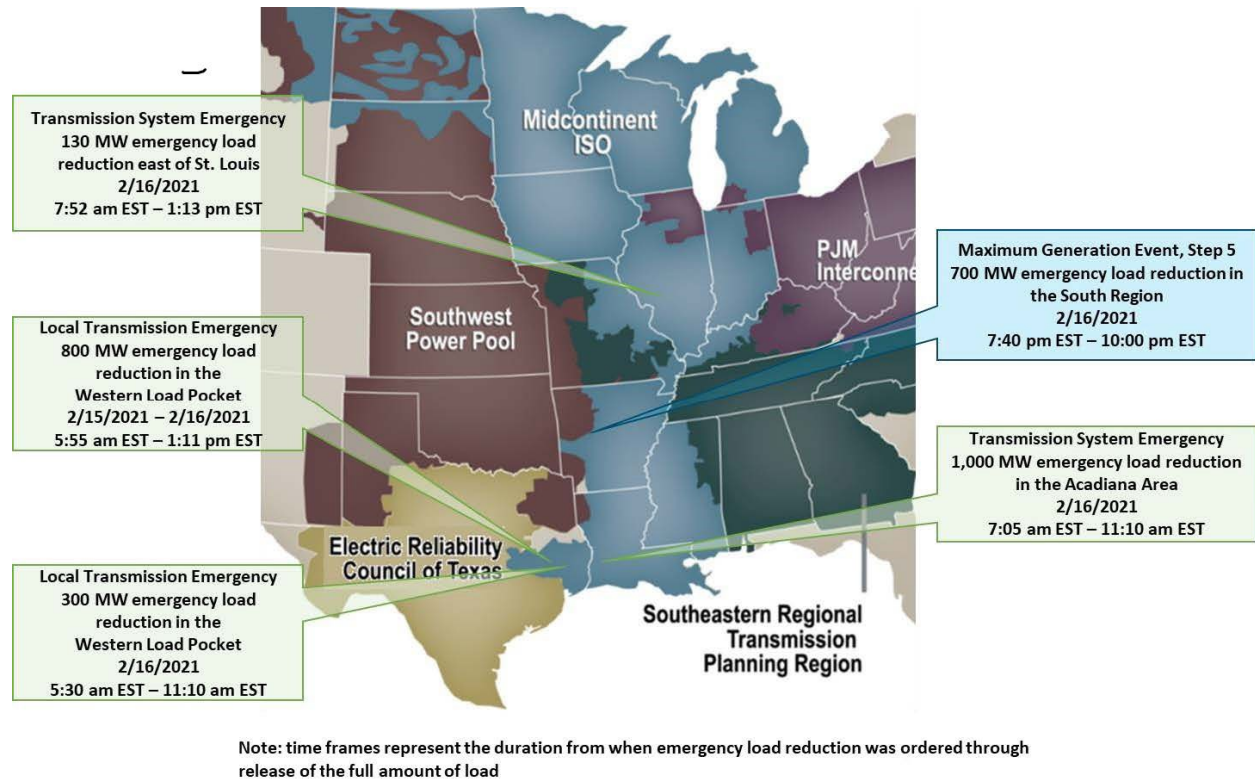 Transmission System Emergency
130 MW emergency load
reduction east of St. Louis
2/16/2021
7:52 am EST – 1:13 pm EST
Local Transmission Emergency
800 MW emergency load
reduction in the
Western Load Pocket
2/15/2021 – 2/16/2021
5:55 am EST – 1:11 pm EST
Local Transmission Emergency
300 MW emergency load
reduction in the
Western Load Pocket
2/16/2021
5:30 am EST – 11:10 am EST
Midcontinent
ISO
PJM
Interconne
Southwest
Power Pool
Electric Reliability
Council of Texas
Southeastern Regional
Transmission
Planning Region
Maximum Generation Event, Step 5
700 MW emergency load reduction in
the South Region
2/16/2021
7:40 pm EST – 10:00 pm EST
Transmission System Emergency
1,000 MW emergency load reduction
in the Acadiana Area
2/16/2021
7:05 am EST – 11:10 am EST
Note: time frames represent the duration from when emergency load reduction was ordered through
release of the full amount of load